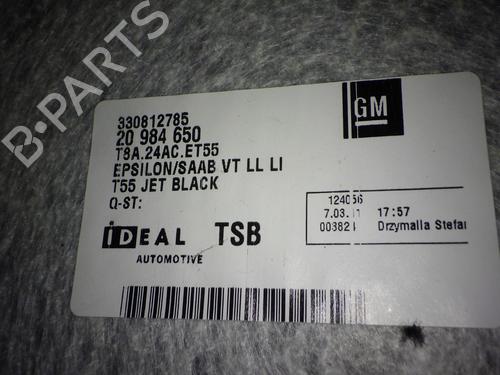 330812785
GM
20 984 650
T8A.24AC.ET55
EPSILON/SAAB VT LL LI
T55 JET BLACK
Q-ST:
124056
7.03.11 17:57
003824 Drzymalla Stefan
iDEAL TSB
AUTOMOTIVE
B-PARTS